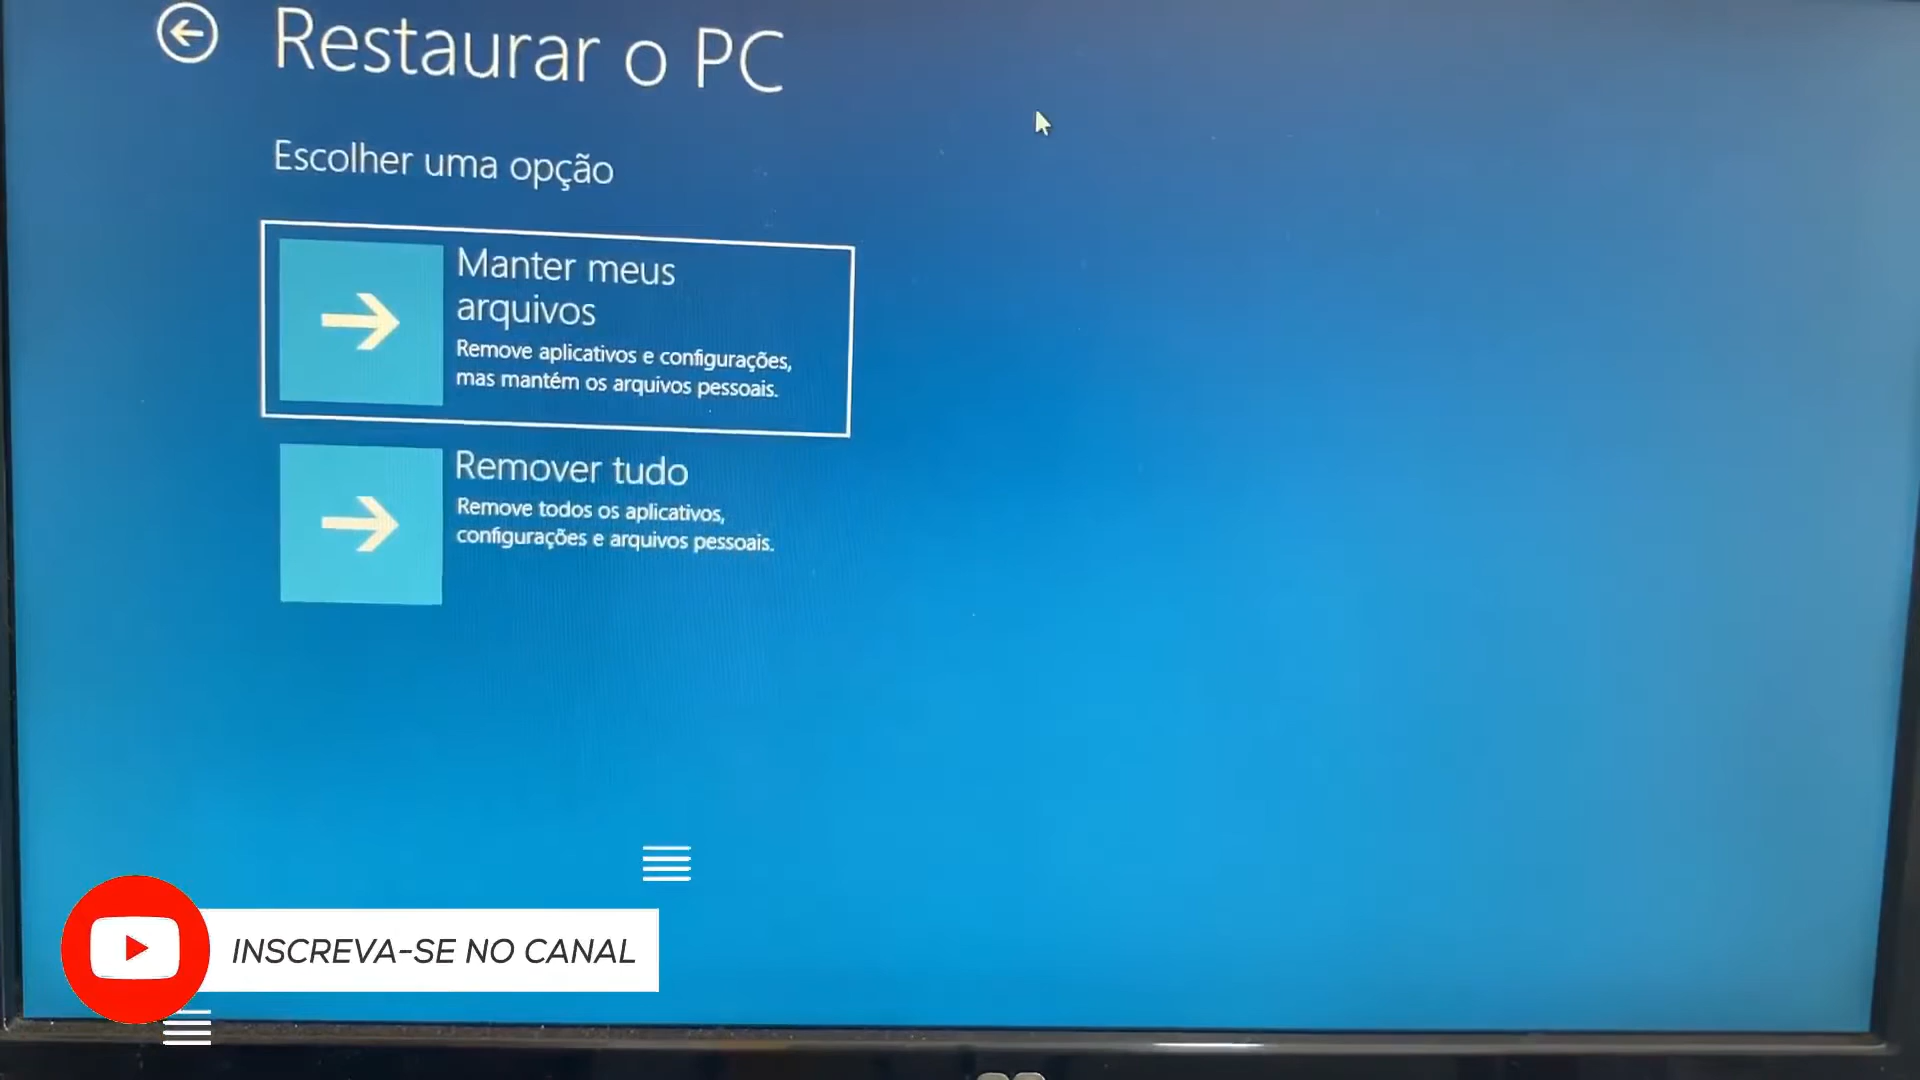 Restaurar o PC
Escolher uma opção
Manter meus
arquivos
Remove aplicativos e configurações,
mas mantém os arquivos pessoais.
Remover tudo
Remove todos os aplicativos,
configurações e arquivos pessoais.
INSCREVA-SE NO CANAL